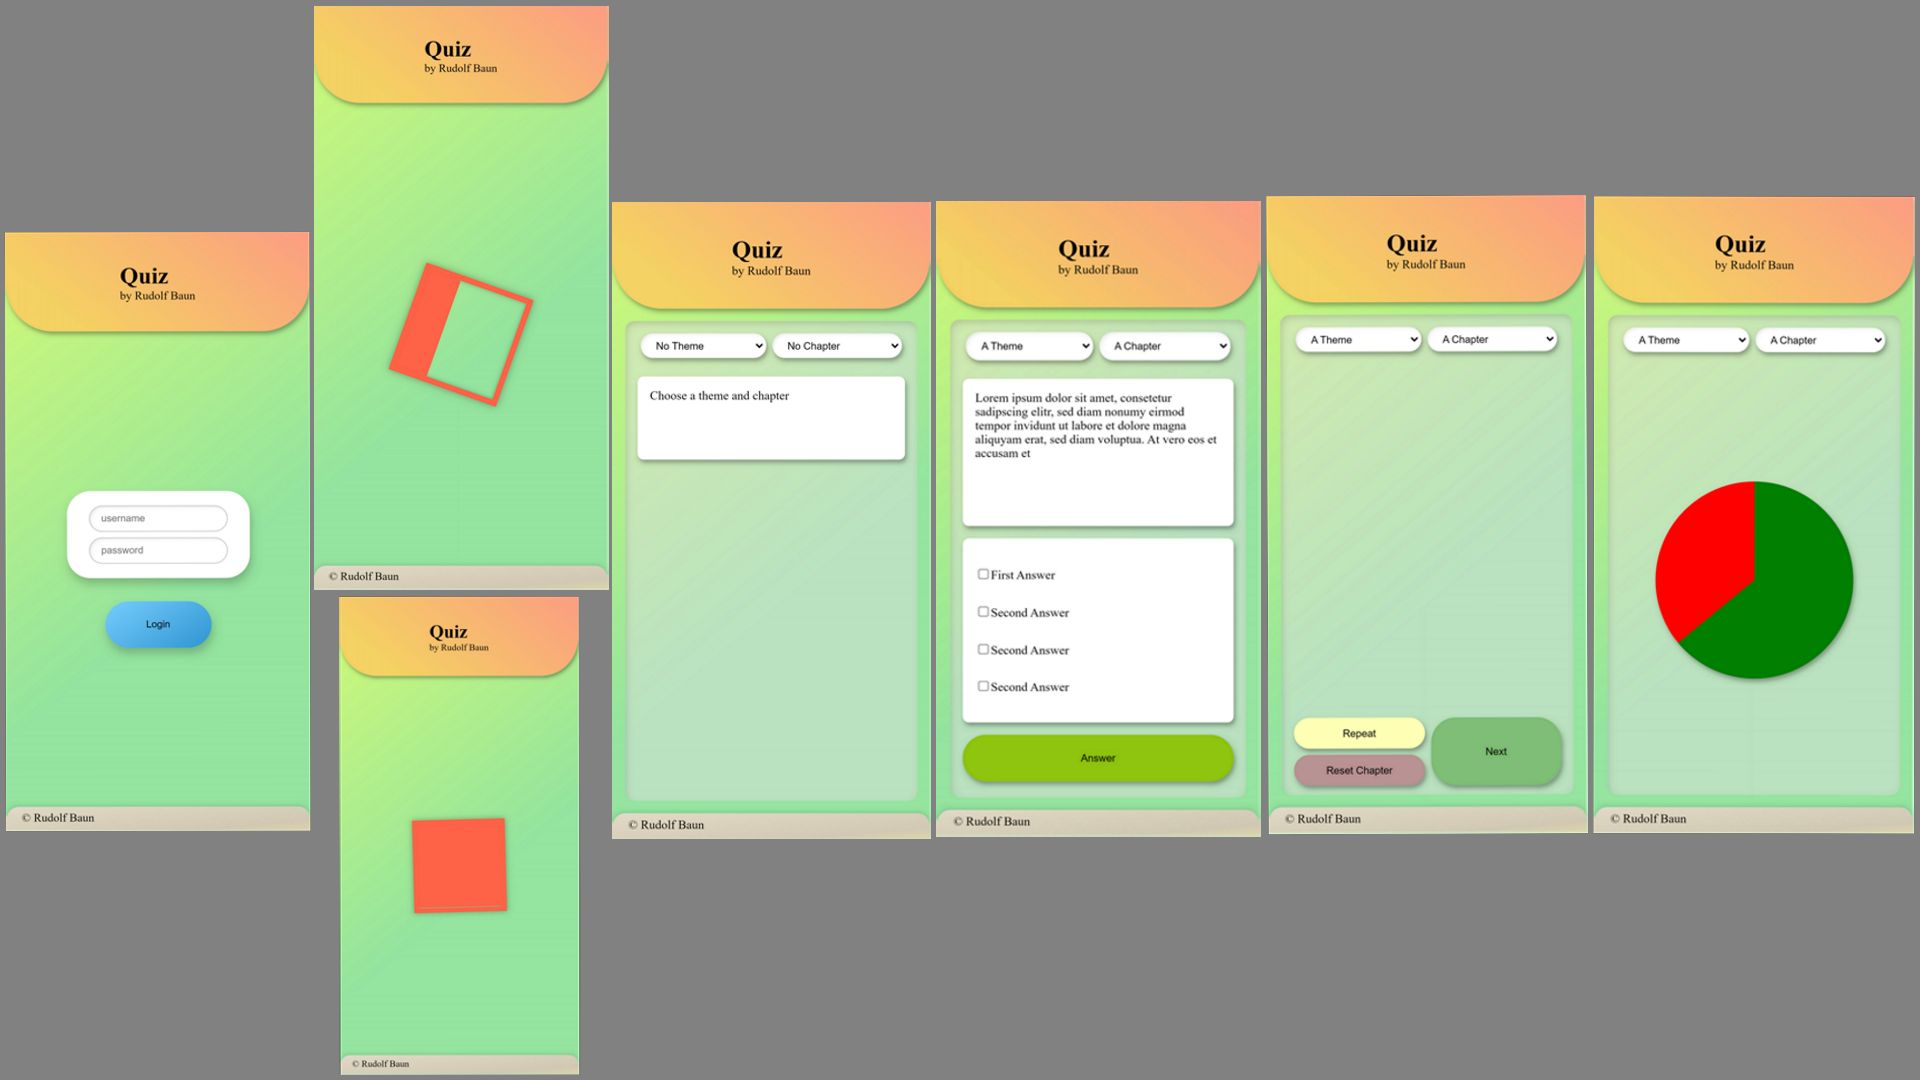 Quiz
by Rudolf Baun
username
password
Login
© Rudolf Baun
Quiz
by Rudolf Baun
© Rudolf Baun
Quiz
by Rudolf Baun
© Rudolf Baun
Quiz
by Rudolf Baun
No Theme
No Chapter
Choose a theme and chapter
© Rudolf Baun
Quiz
by Rudolf Baun
A Theme
A Chapter
Lorem ipsum dolor sit amet, consetetur
sadipscing elitr, sed diam nonumy eirmod
tempor invidunt ut labore et dolore magna
aliquyam erat, sed diam voluptua. At vero eos et
accusam et
First Answer
Second Answer
Second Answer
Second Answer
Answer
© Rudolf Baun
Quiz
by Rudolf Baun
A Theme
A Chapter
Repeat
Reset Chapter
Next
© Rudolf Baun
Quiz
by Rudolf Baun
A Theme
A Chapter
© Rudolf Baun